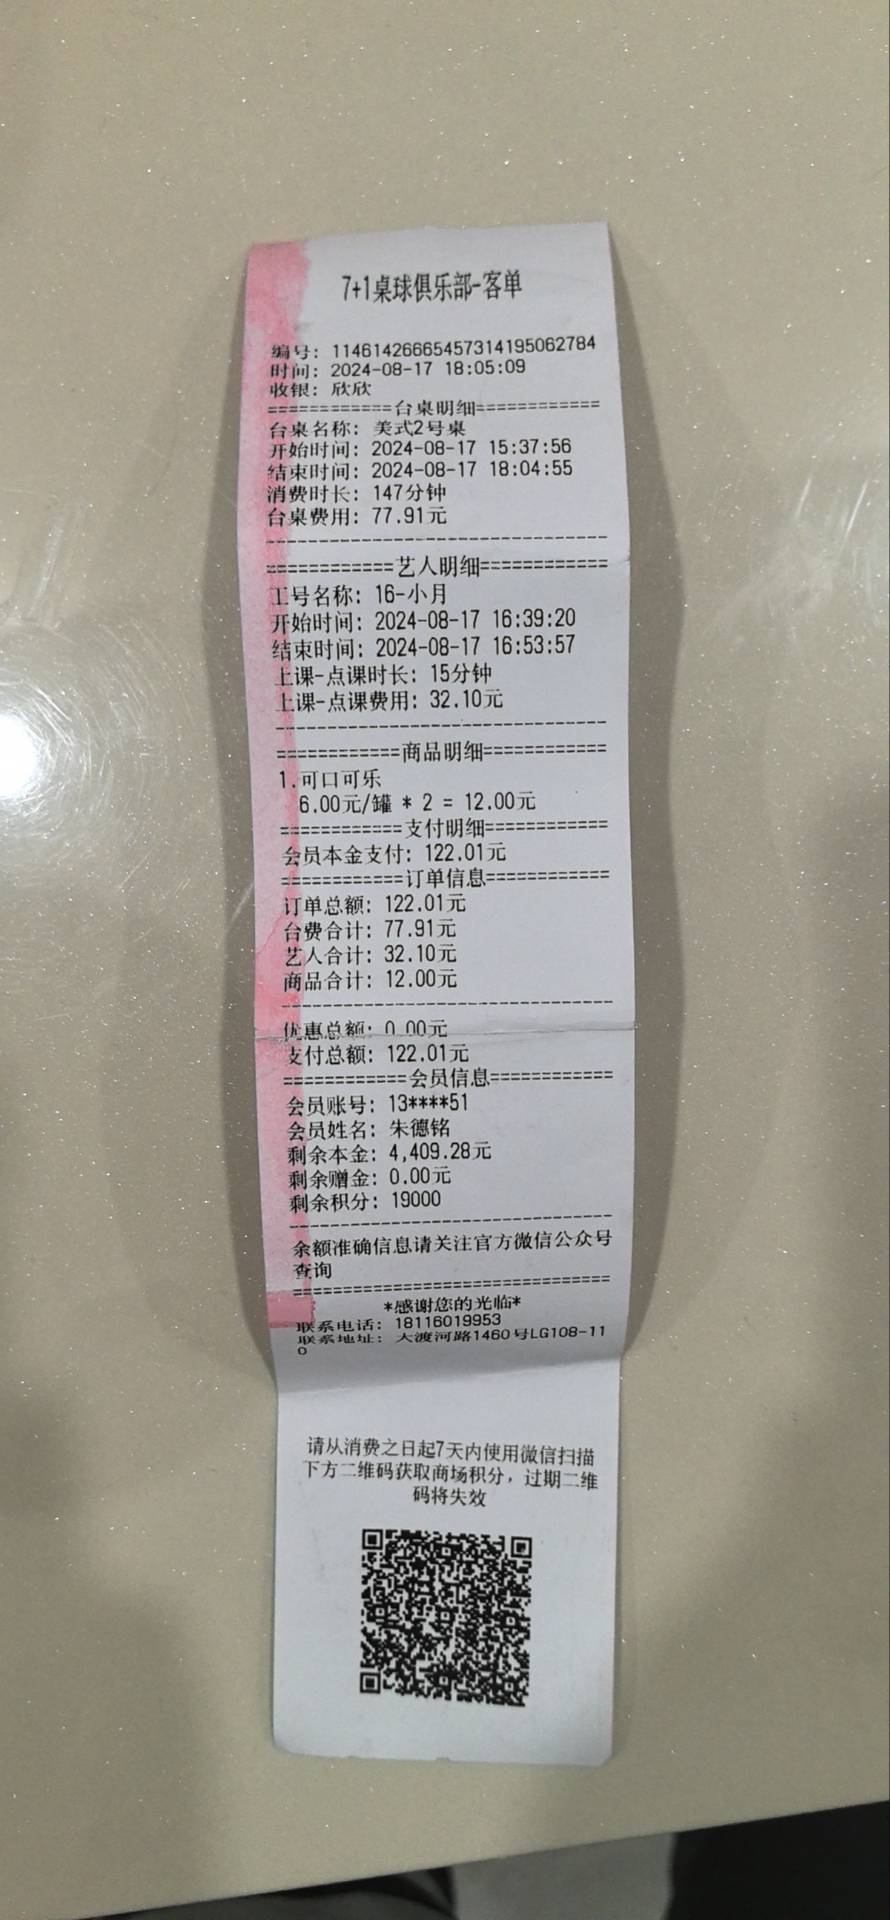 7+1桌球俱乐部-客单
编号: 11461426665457314195062784
时间: 2024-08-17 18:05:09
收银: 欣欣
============台桌明细============
台桌名称: 美式2号桌
开始时间: 2024-08-17 15:37:56
结束时间: 2024-08-17 18:04:55
消费时长: 147分钟
台桌费用: 77.91元
--------------------------------
============艺人明细============
工号名称: 16-小月
开始时间: 2024-08-17 16:39:20
结束时间: 2024-08-17 16:53:57
上课-点课时长: 15分钟
上课-点课费用: 32.10元
--------------------------------
============商品明细============
1.可口可乐
6.00元/罐 * 2 = 12.00元
============支付明细============
会员本金支付: 122.01元
============订单信息============
订单总额: 122.01元
台费合计: 77.91元
艺人合计: 32.10元
商品合计: 12.00元
--------------------------------
优惠总额: 0.00元
支付总额: 122.01元
============会员信息============
会员账号: 13****51
会员姓名: 朱德铭
剩余本金: 4,409.28元
剩余赠金: 0.00元
剩余积分: 19000
--------------------------------
余额准确信息请关注官方微信公众号
查询
================================
*感谢您的光临*
联系电话: 18116019953
联系地址: 大渡河路1460号LG108-11
0
请从消费之日起7天内使用微信扫描
下方二维码获取商场积分，过期二维
码将失效